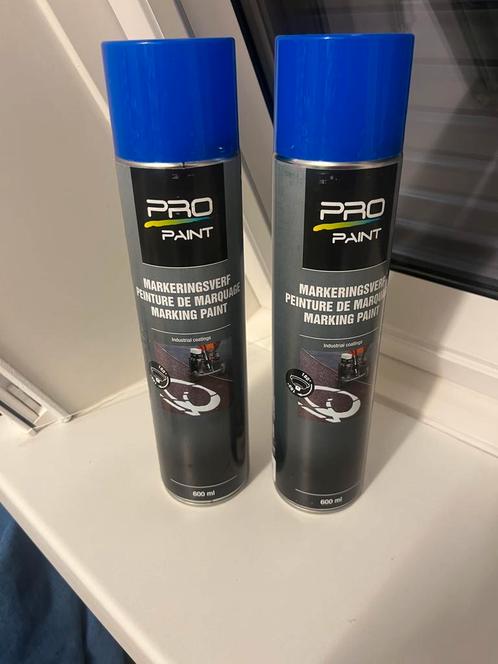 PRO
PAINT
MARKERINGSVERF
PEINTURE DE MARQUAGE
MARKING PAINT
Industrial coatings
600 ml
PRO
PAINT
MARKERINGSVERF
PEINTURE DE MARQUA
MARKING PAINT
Industrial coatings
600 ml